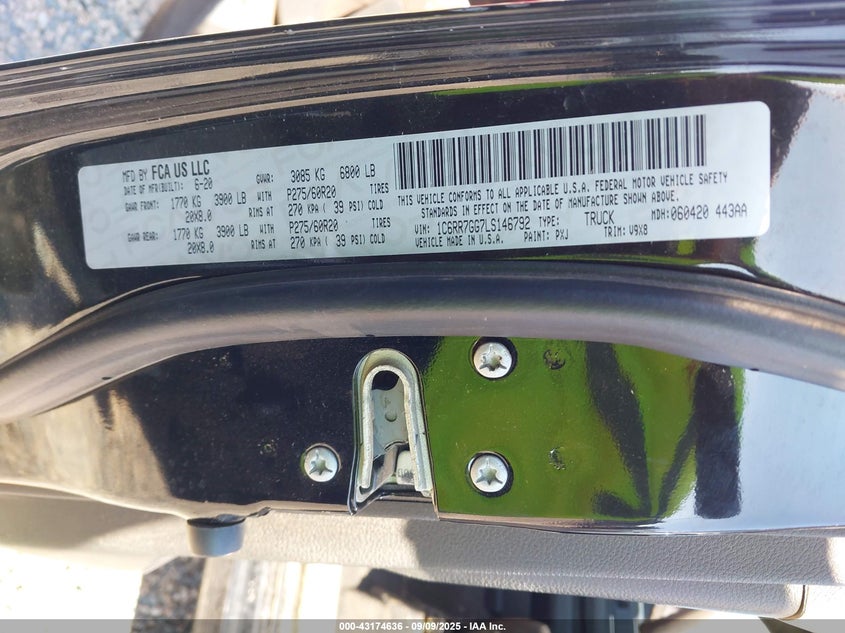 MFD BY FCA US LLC
DATE OF MFR(BUILT): 6-20 GVWR: 3085 KG 6800 LB
GAWR FRONT: 1770 KG 3900 LB WITH P275/60R20 TIRES
20X8.0 RIMS AT 270 KPA ( 39 PSI) COLD
GAWR REAR: 1770 KG 3900 LB WITH P275/60R20 TIRES
20X8.0 RIMS AT 270 KPA ( 39 PSI) COLD
THIS VEHICLE CONFORMS TO ALL APPLICABLE U.S.A. FEDERAL MOTOR VEHICLE SAFETY
STANDARDS IN EFFECT ON THE DATE OF MANUFACTURE SHOWN ABOVE.
VIN: 1C6RR7GG7LS146792 TYPE: TRUCK MDH: 060420 443AA
MADE IN U.S.A. PAINT: PXJ TRIM: V9X8
000-43174636 - 09/09/2025 - IAA Inc.